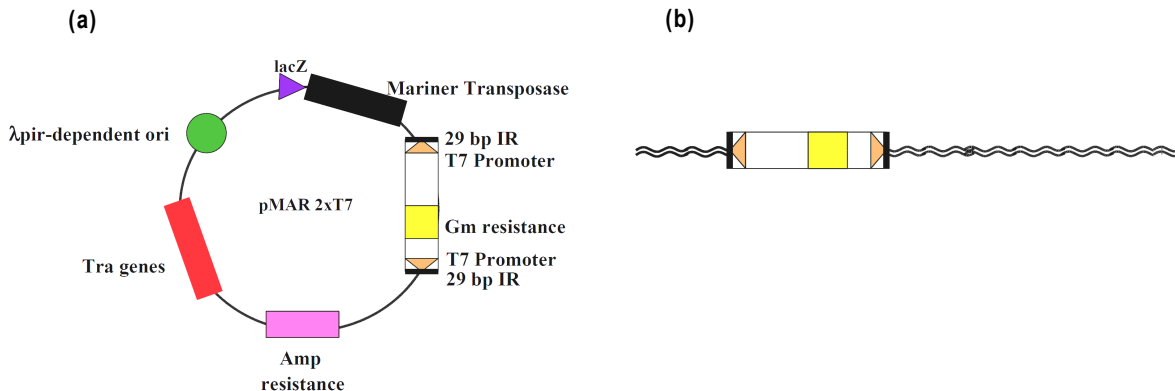 (a)
lacZ
Mariner Transposase
λpir-dependent ori
29 bp IR
T7 Promoter
pMAR 2xT7
Gm resistance
Tra genes
T7 Promoter
29 bp IR
Amp
resistance
(b)